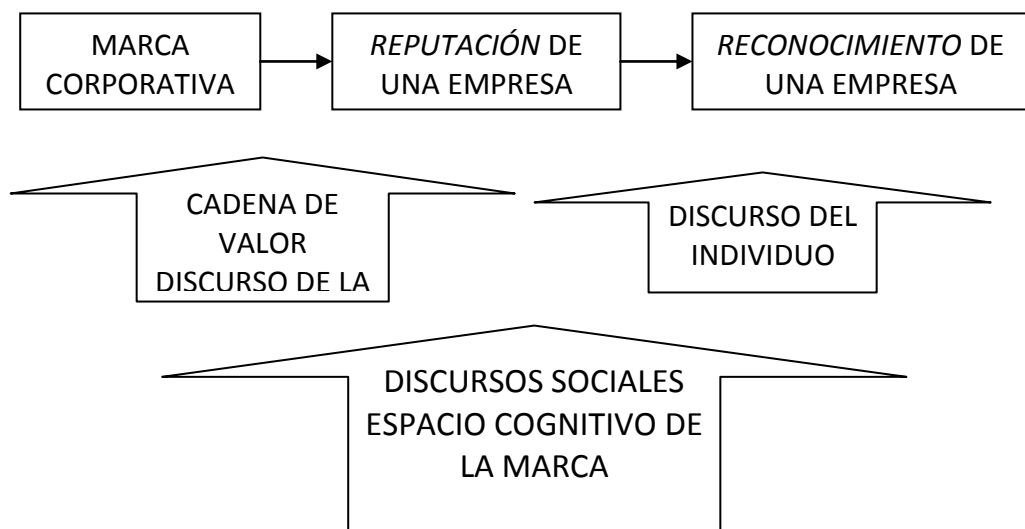 MARCA
CORPORATIVA
REPUTACIÓN DE
UNA EMPRESA
RECONOCIMIENTO DE
UNA EMPRESA
CADENA DE
VALOR
DISCURSO DE LA
DISCURSO DEL
INDIVIDUO
DISCURSOS SOCIALES
ESPACIO COGNITIVO DE
LA MARCA